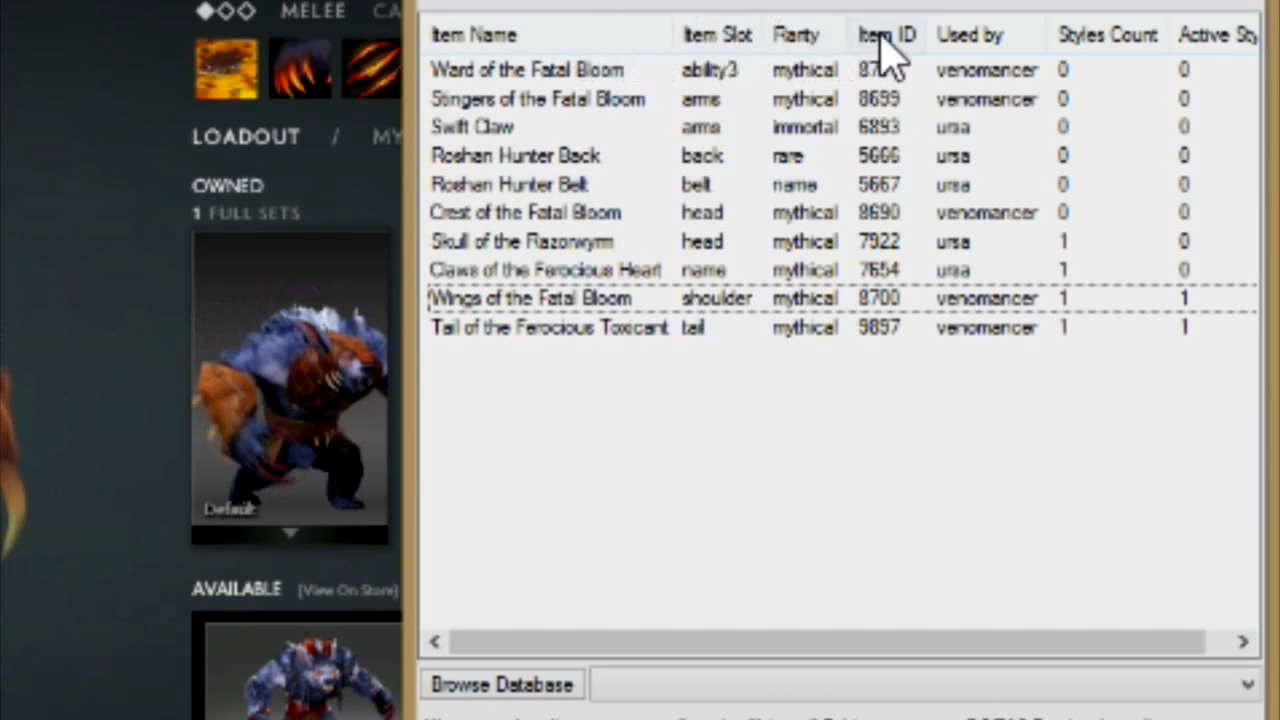 MELEE
LOADOUT / MY
OWNED
1 FULL SETS
Default
AVAILABLE [View On Store]
Item Name Item Slot Rarity Item ID Used by Styles Count Active Sty
Ward of the Fatal Bloom ability3 mythical venomancer 0 0
Stingers of the Fatal Bloom arms mythical 8699 venomancer 0 0
Swift Claw arms immortal 6893 ursa 0 0
Roshan Hunter Back back rare 5666 ursa 0 0
Roshan Hunter Belt belt name 5667 ursa 0 0
Crest of the Fatal Bloom head mythical 8690 venomancer 0 0
Skull of the Razorwyrm head mythical 7922 ursa 1 0
Claws of the Ferocious Heart name mythical 7654 ursa 1 0
Wings of the Fatal Bloom shoulder mythical 8700 venomancer 1 1
Tail of the Ferocious Toxicant tail mythical 9897 venomancer 1 1
Browse Database